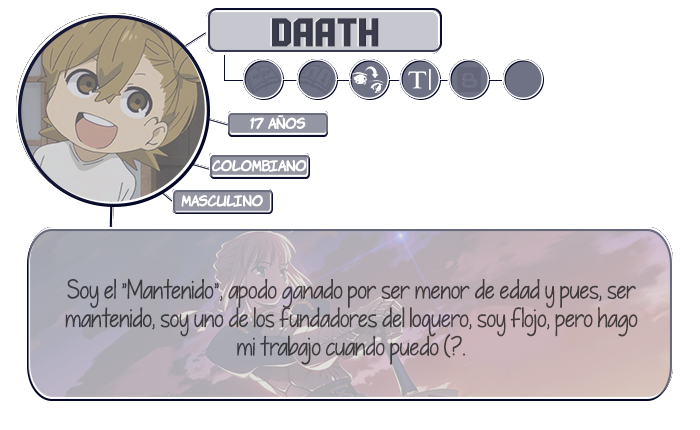 DAATH
T
B
17 AÑOS
COLOMBIANO
MASCULINO
Soy el "Mantenido", apodo ganado por ser menor de edad y pues, ser
mantenido, soy uno de los fundadores del loquero, soy flojo, pero hago
mi trabajo cuando puedo (?.